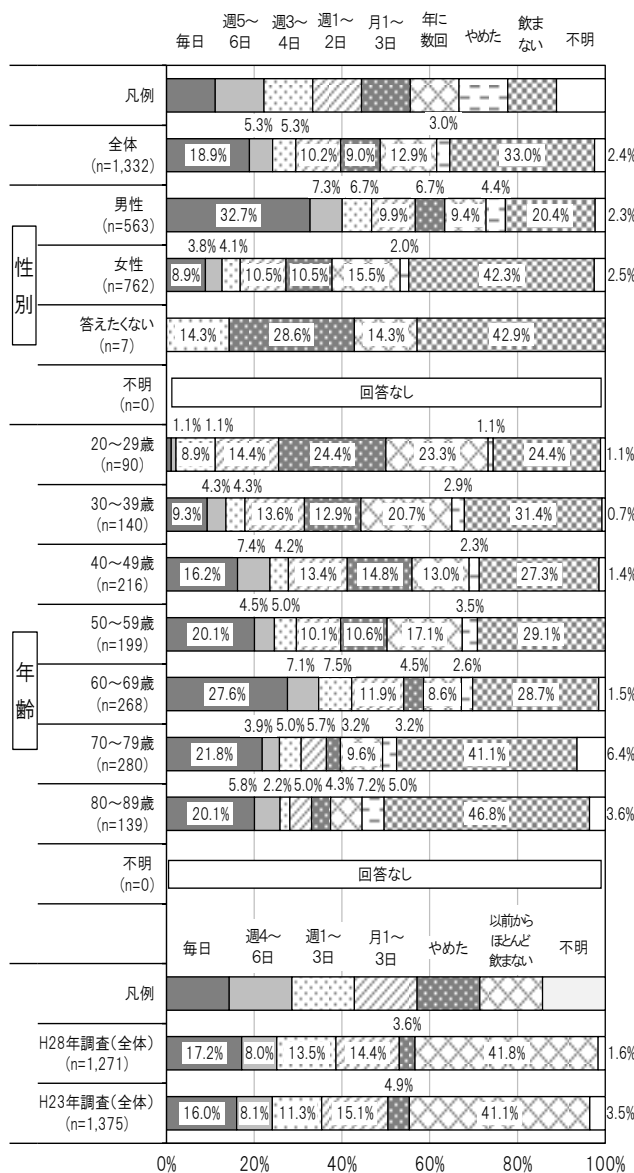 毎日 週5～6日 週3～4日 週1～2日 月1～3日 年に数回 やめた 飲まない 不明
凡例
5.3% 5.3% 3.0%
全体
(n=1,332)
18.9% 10.2% 9.0% 12.9% 33.0% 2.4%
7.3% 6.7% 6.7% 4.4%
男性
(n=563)
32.7% 9.9% 9.4% 20.4% 2.3%
性別
3.8% 4.1% 2.0%
女性
(n=762)
8.9% 10.5% 10.5% 15.5% 42.3% 2.5%
答えたくない
(n=7)
14.3% 28.6% 14.3% 42.9%
不明
(n=0)
回答なし
1.1% 1.1% 1.1%
20～29歳
(n=90)
8.9% 14.4% 24.4% 23.3% 24.4% 1.1%
4.3% 4.3% 2.9%
30～39歳
(n=140)
9.3% 13.6% 12.9% 20.7% 31.4% 0.7%
7.4% 4.2% 2.3%
40～49歳
(n=216)
16.2% 13.4% 14.8% 13.0% 27.3% 1.4%
4.5% 5.0% 3.5%
50～59歳
(n=199)
20.1% 10.1% 10.6% 17.1% 29.1%
年齢
7.1% 7.5% 4.5% 2.6%
60～69歳
(n=268)
27.6% 11.9% 8.6% 28.7% 1.5%
3.9% 5.0% 5.7% 3.2% 3.2%
70～79歳
(n=280)
21.8% 9.6% 41.1% 6.4%
5.8% 2.2% 5.0% 4.3% 7.2% 5.0%
80～89歳
(n=139)
20.1% 46.8% 3.6%
不明
(n=0)
回答なし
毎日 週4～6日 週1～3日 月1～3日 やめた 以前からほとんど飲まない 不明
凡例
3.6%
H28年調査(全体)
(n=1,271)
17.2% 8.0% 13.5% 14.4% 41.8% 1.6%
4.9%
H23年調査(全体)
(n=1,375)
16.0% 8.1% 11.3% 15.1% 41.1% 3.5%
0% 20% 40% 60% 80% 100%